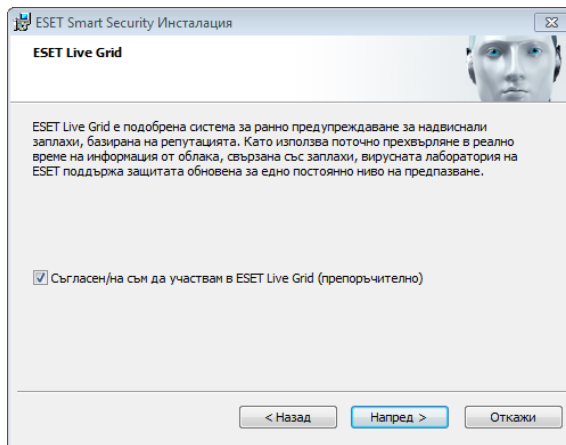 ESET Smart Security Инсталация
ESET Live Grid
ESET Live Grid е подобрена система за ранно предупреждаване за надвиснали
заплахи, базирана на репутацията. Като използва поточно прехвърляне в реално
време на информация от облака, свързана със заплахи, вирусната лаборатория на
ESET поддържа защитата обновена за едно постоянно ниво на предпазване.
Съгласен/на съм да участвам в ESET Live Grid (препоръчително)
< Назад
Напред >
Откажи